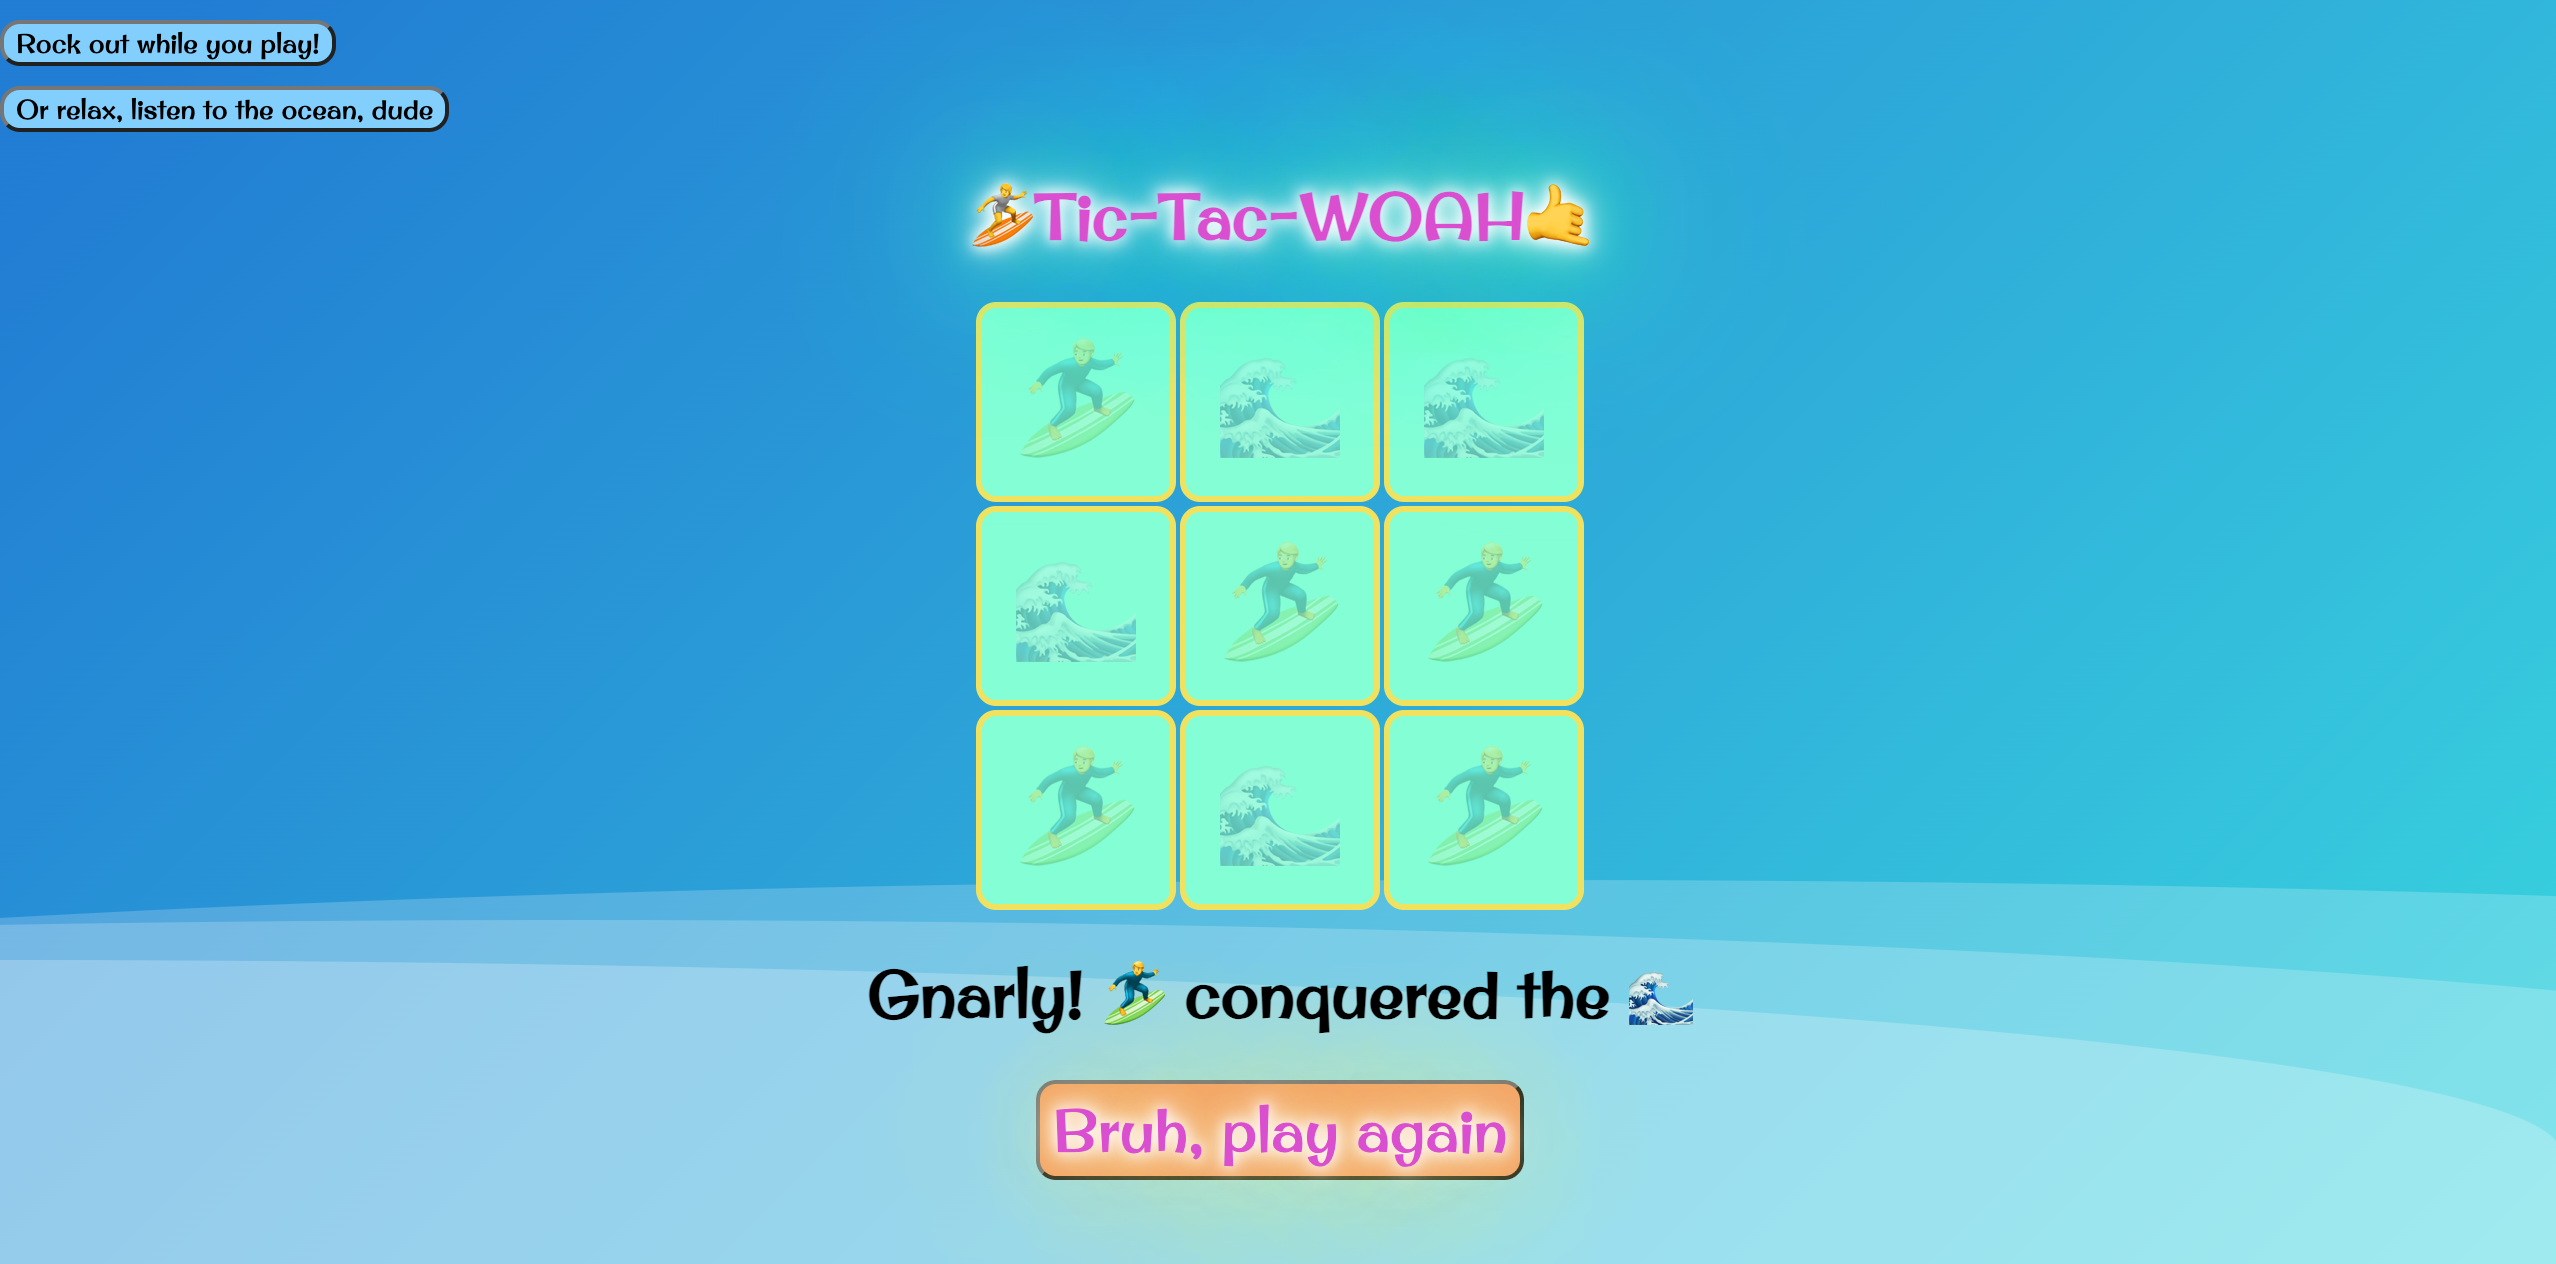 Rock out while you play!
Or relax, listen to the ocean, dude
🏄Tic-Tac-WOAH🤙
Gnarly! 🏄‍♂️ conquered the 🌊
Bruh, play again